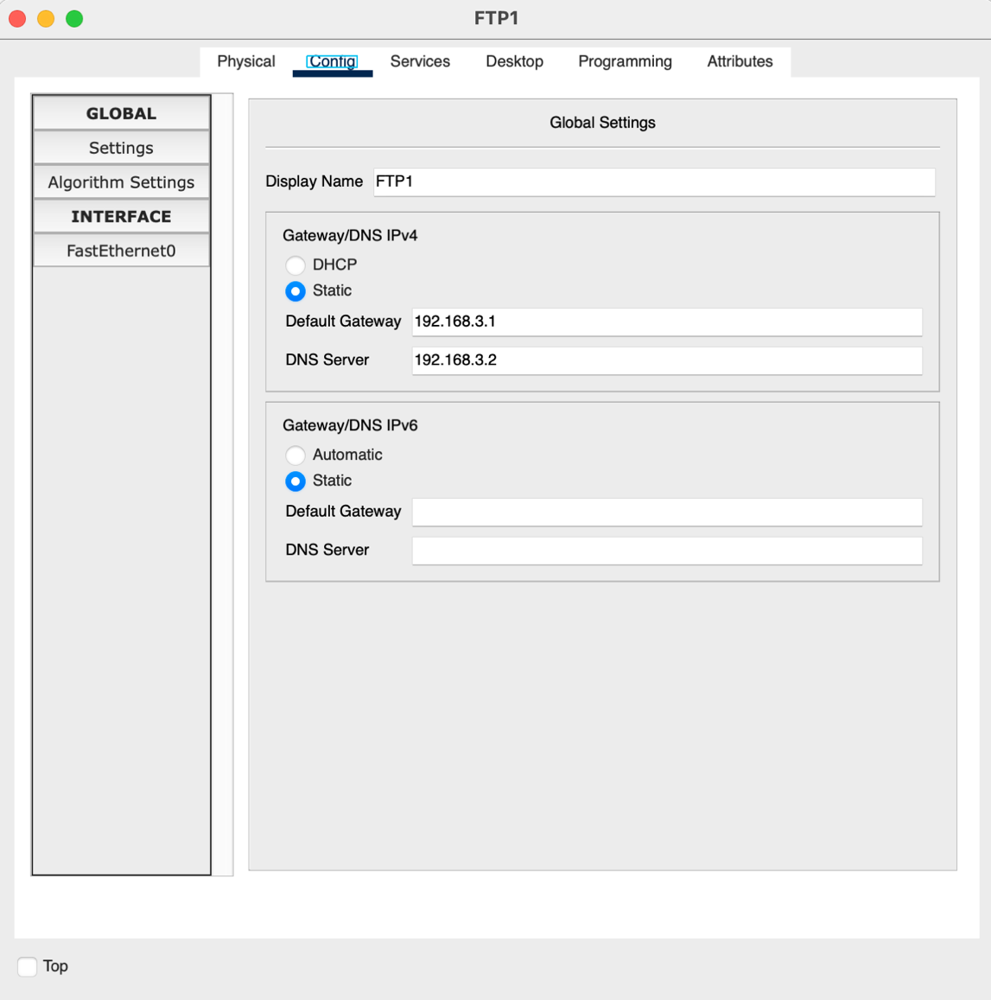 FTP1
Physical Config Services Desktop Programming Attributes
GLOBAL
Settings
Algorithm Settings
INTERFACE
FastEthernet0
Global Settings
Display Name FTP1
Gateway/DNS IPv4
DHCP
Static
Default Gateway 192.168.3.1
DNS Server 192.168.3.2
Gateway/DNS IPv6
Automatic
Static
Default Gateway
DNS Server
Top